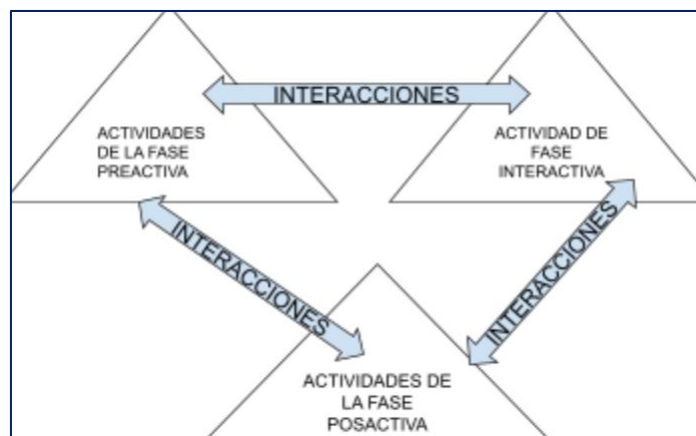 INTERACCIONES
ACTIVIDADES
DE LA FASE
PREACTIVA
ACTIVIDAD DE
FASE
INTERACTIVA
INTERACCIONES
INTERACCIONES
ACTIVIDADES DE
LA FASE
POSACTIVA